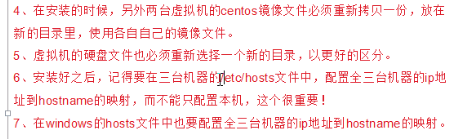 4、在安装的时候，另外两台虚拟机的centos镜像文件必须重新拷贝一份，放在
新的目录里，使用各自自己的镜像文件。
5、虚拟机的硬盘文件也必须重新选择一个新的目录，以更好的区分。
6、安装好之后，记得要在三台机器的/etc/hosts文件中，配置全三台机器的ip地
址到hostname的映射，而不能只配置本机，这个很重要！
7、在windows的hosts文件中也要配置全三台机器的ip地址到hostname的映射。